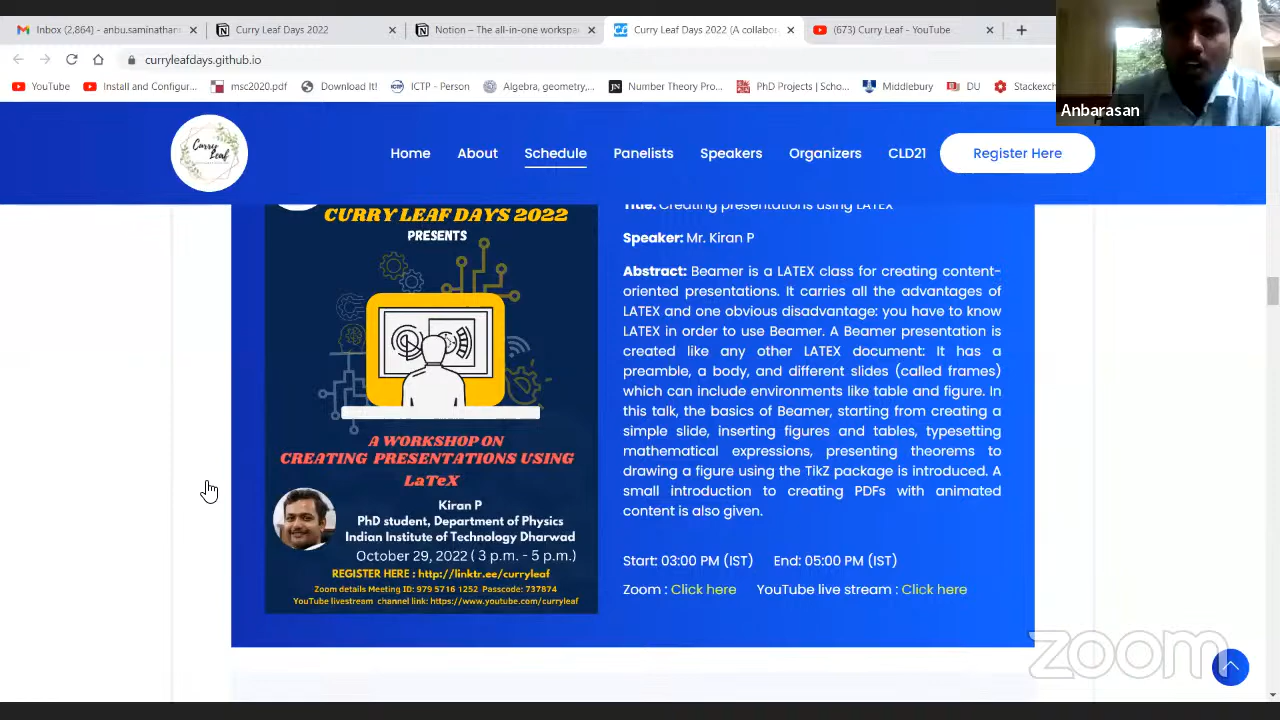 Inbox (2,864) - anbu.saminathan
Curry Leaf Days 2022
Notion – The all-in-one workspa
Curry Leaf Days 2022 (A collabo
(673) Curry Leaf - YouTube
curryleafdays.github.io
YouTube
Install and Configur...
msc2020.pdf
Download It!
ICTP - Person
Algebra, geometry,...
Number Theory Pro...
PhD Projects | Scho...
Middlebury
DU
Stackexch
Anbarasan
Curry Leaf
Home
About
Schedule
Panelists
Speakers
Organizers
CLD21
Register Here
CURRY LEAF DAYS 2022
PRESENTS
A WORKSHOP ON
CREATING PRESENTATIONS USING
LaTeX
Kiran P
PhD student, Department of Physics
Indian Institute of Technology Dharwad
October 29, 2022 ( 3 p.m. - 5 p.m.)
REGISTER HERE : http://linktr.ee/curryleaf
Zoom details Meeting ID: 979 5716 1252 Passcode: 737874
YouTube livestream channel link: https://www.youtube.com/curryleaf
Title: Creating presentations using LATEX
Speaker: Mr. Kiran P
Abstract: Beamer is a LATEX class for creating content-
oriented presentations. It carries all the advantages of
LATEX and one obvious disadvantage: you have to know
LATEX in order to use Beamer. A Beamer presentation is
created like any other LATEX document: It has a
preamble, a body, and different slides (called frames)
which can include environments like table and figure. In
this talk, the basics of Beamer, starting from creating a
simple slide, inserting figures and tables, typesetting
mathematical expressions, presenting theorems to
drawing a figure using the TikZ package is introduced. A
small introduction to creating PDFs with animated
content is also given.
Start: 03:00 PM (IST) End: 05:00 PM (IST)
Zoom : Click here YouTube live stream : Click here
zoom